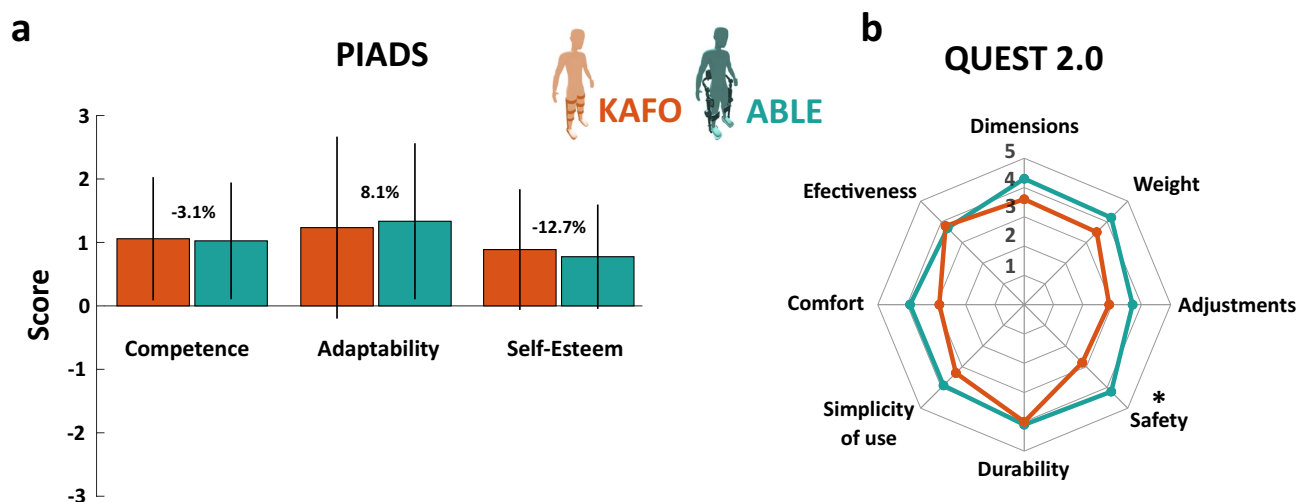 a
PIADS
KAFO
ABLE
Score
3
2
1
0
-1
-2
-3
-3.1%
8.1%
-12.7%
Competence
Adaptability
Self-Esteem
b
QUEST 2.0
Dimensions
Weight
Adjustments
*
Safety
Durability
Simplicity
of use
Comfort
Efectiveness
5
4
3
2
1